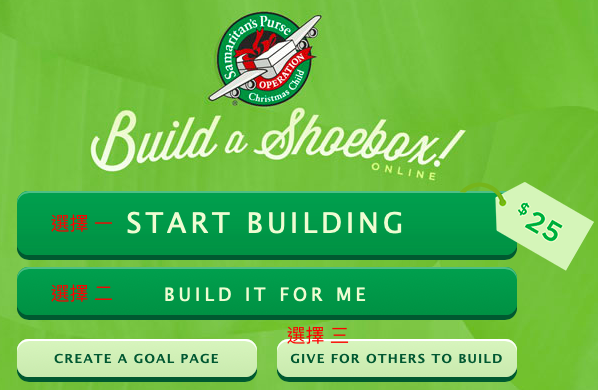 Samaritan's Purse
OPERATION
Christmas Child
®
Build a Shoebox!
ONLINE
選擇 一 START BUILDING
$25
選擇 二 BUILD IT FOR ME
選擇 三
CREATE A GOAL PAGE
GIVE FOR OTHERS TO BUILD